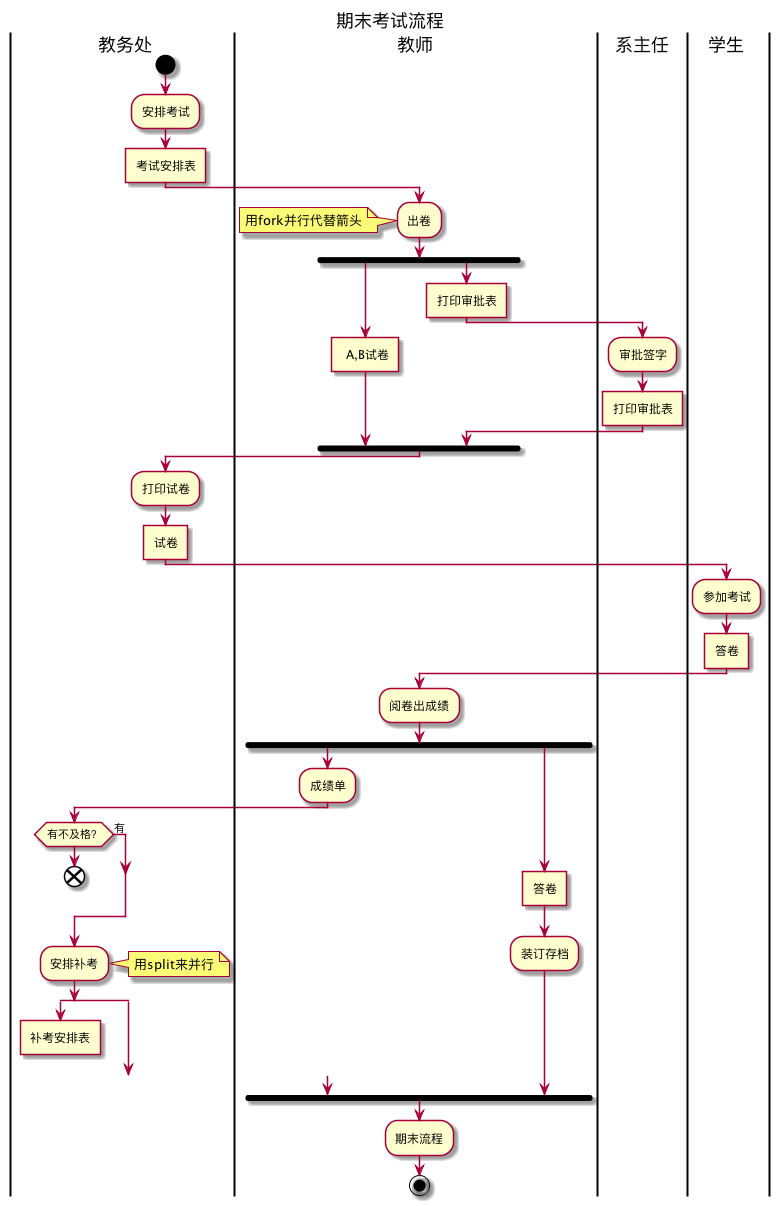 期末考试流程
教务处
教师
系主任
学生
安排考试
考试安排表
用fork并行代替箭头
出卷
打印审批表
A,B试卷
审批签字
打印审批表
打印试卷
试卷
参加考试
答卷
阅卷出成绩
成绩单
有不及格?
有
答卷
安排补考
用split来并行
装订存档
补考安排表
期末流程